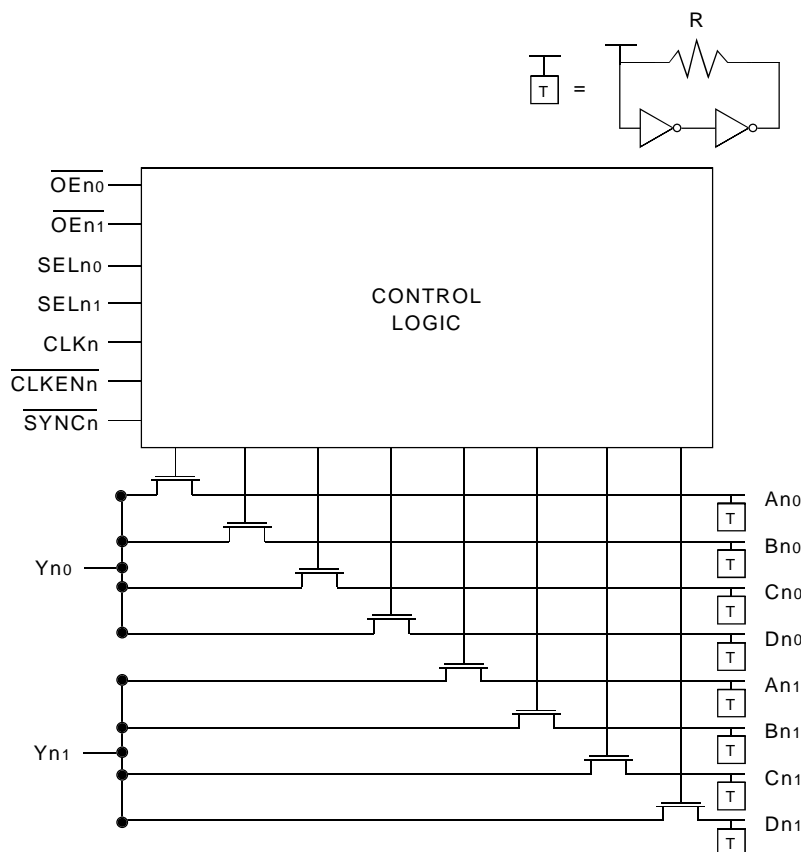 R
T =
OEn0
OEn1
SELn0
SELn1
CLKn
CLKENn
SYNCn
CONTROL
LOGIC
An0
T
Bn0
T
Yn0
Cn0
T
Dn0
T
An1
T
Bn1
T
Yn1
Cn1
T
Dn1
T